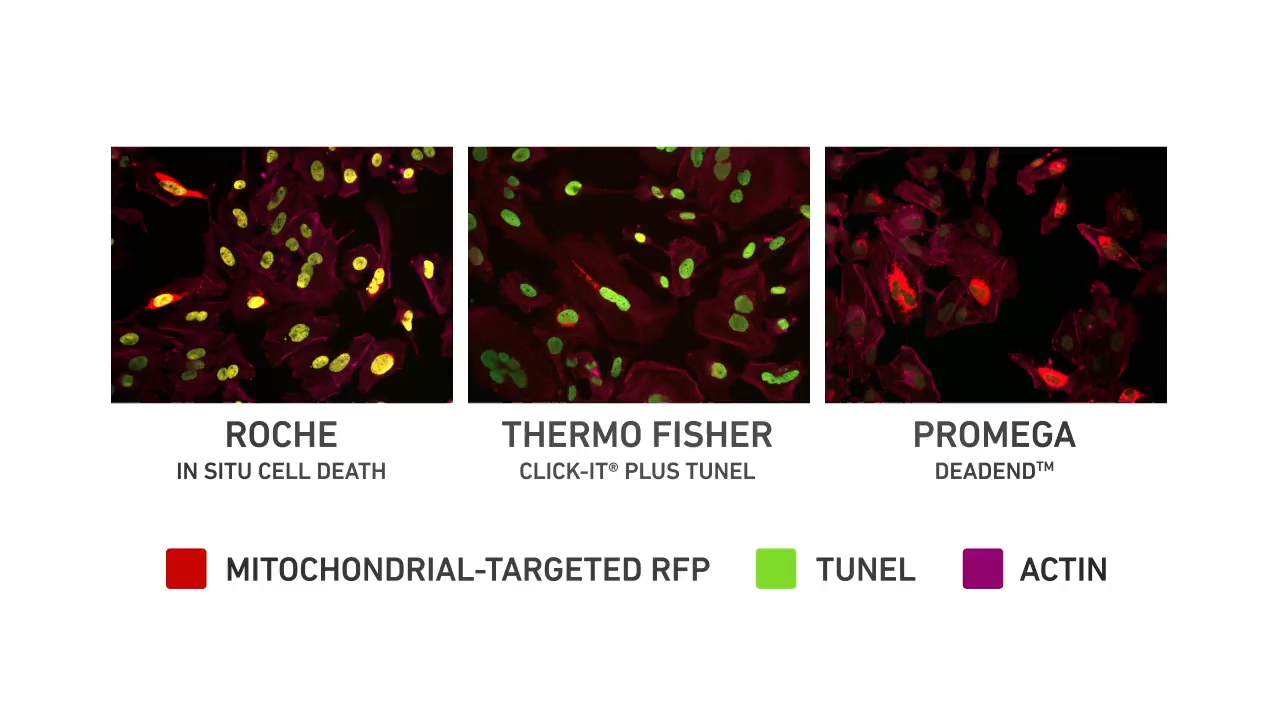 ROCHE
IN SITU CELL DEATH
THERMO FISHER
CLICK-IT® PLUS TUNEL
PROMEGA
DEADEND™
MITOCHONDRIAL-TARGETED RFP
TUNEL
ACTIN